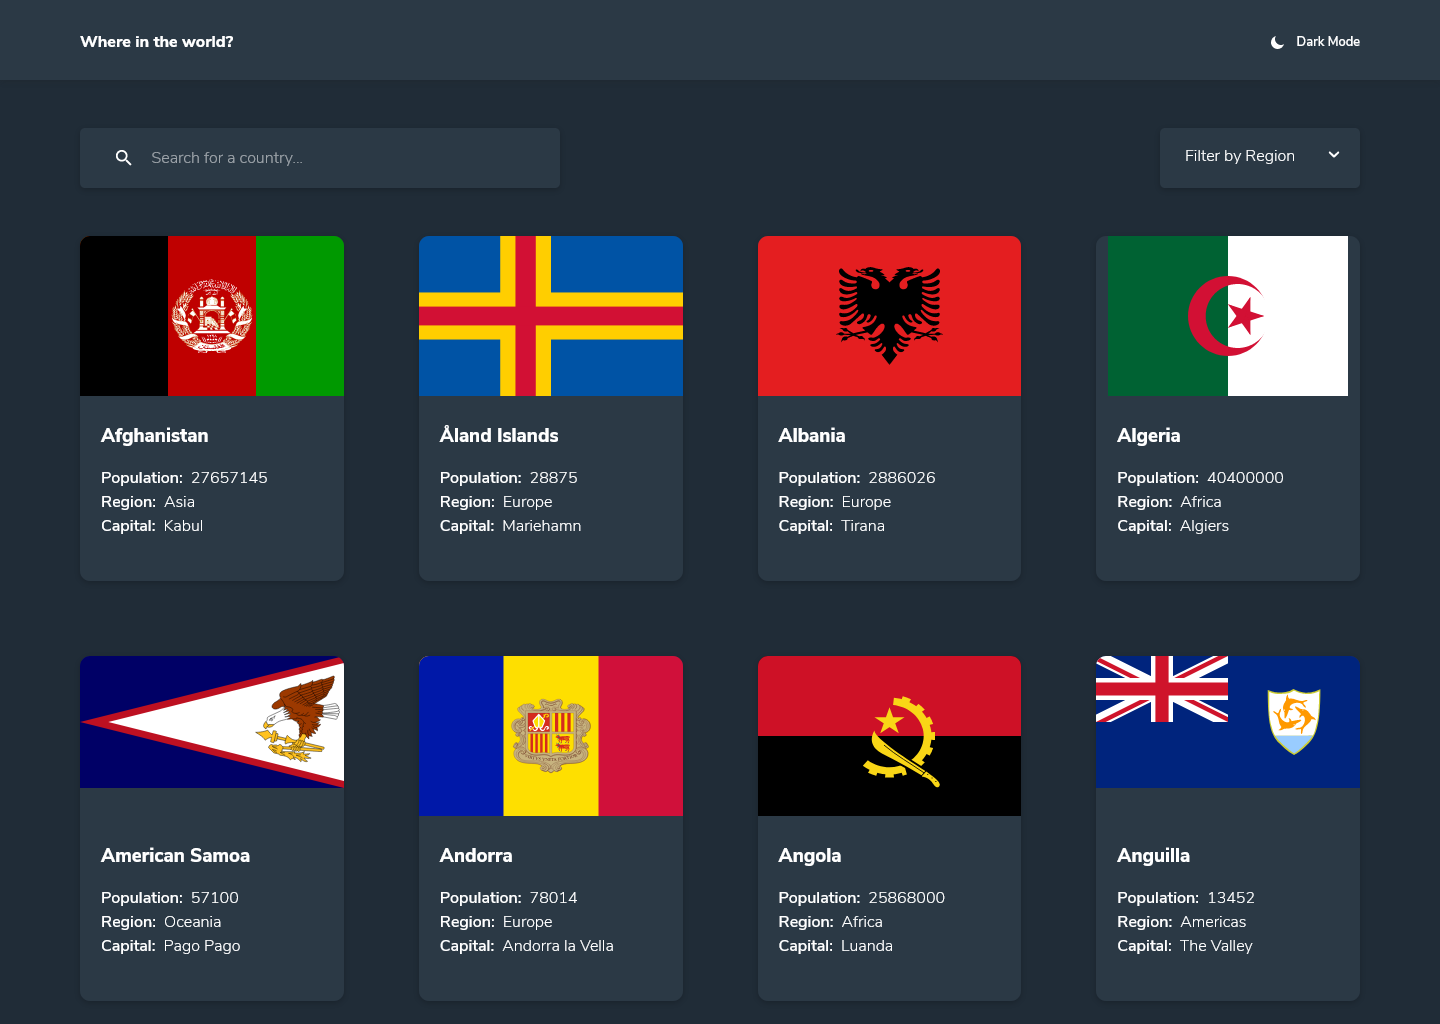 Where in the world?
Dark Mode
Search for a country...
Filter by Region
Afghanistan
Population: 27657145
Region: Asia
Capital: Kabul
Åland Islands
Population: 28875
Region: Europe
Capital: Mariehamn
Albania
Population: 2886026
Region: Europe
Capital: Tirana
Algeria
Population: 40400000
Region: Africa
Capital: Algiers
American Samoa
Population: 57100
Region: Oceania
Capital: Pago Pago
Andorra
Population: 78014
Region: Europe
Capital: Andorra la Vella
Angola
Population: 25868000
Region: Africa
Capital: Luanda
Anguilla
Population: 13452
Region: Americas
Capital: The Valley